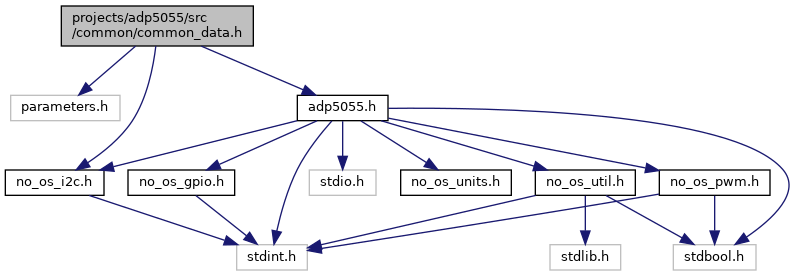 projects/adp5055/src
/common/common_data.h
parameters.h
adp5055.h
no_os_i2c.h
no_os_gpio.h
stdio.h
no_os_units.h
no_os_util.h
no_os_pwm.h
stdint.h
stdlib.h
stdbool.h